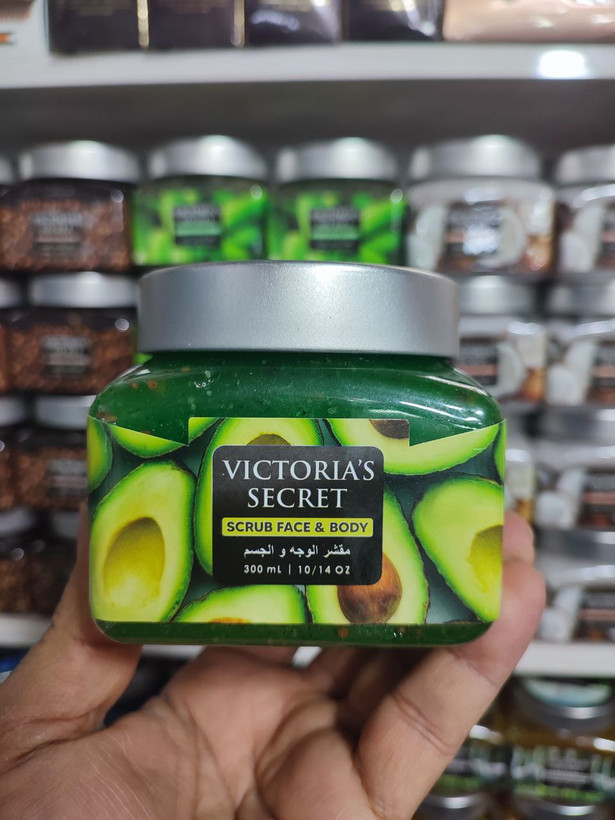 VICTORIA'S
SECRET
SCRUB FACE & BODY
مقشر الوجه و الجسم
300 mL | 10/14 OZ